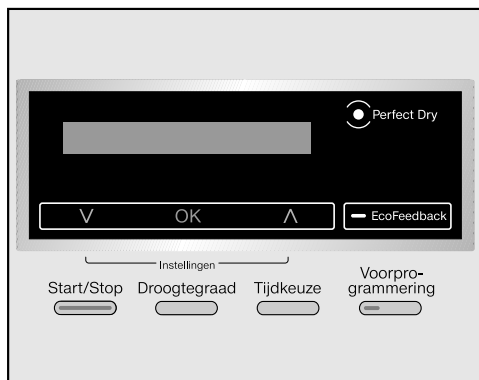 Perfect Dry
V OK Λ
EcoFeedback
Instellingen
Start/Stop Droogtegraad Tijdkeuze Voorpro-
grammering